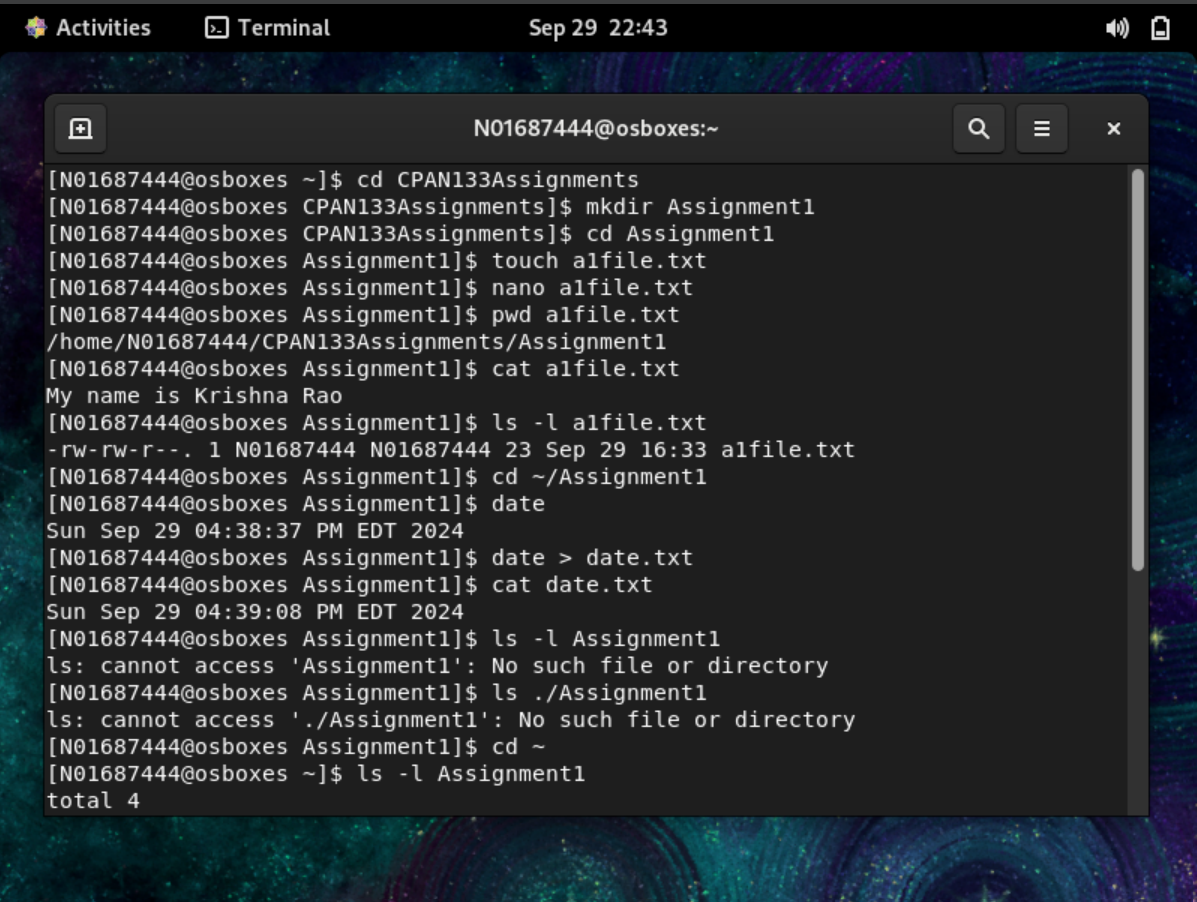 Activities Terminal Sep 29 22:43
N01687444@osboxes:~
[N01687444@osboxes ~]$ cd CPAN133Assignments
[N01687444@osboxes CPAN133Assignments]$ mkdir Assignment1
[N01687444@osboxes CPAN133Assignments]$ cd Assignment1
[N01687444@osboxes Assignment1]$ touch a1file.txt
[N01687444@osboxes Assignment1]$ nano a1file.txt
[N01687444@osboxes Assignment1]$ pwd a1file.txt
/home/N01687444/CPAN133Assignments/Assignment1
[N01687444@osboxes Assignment1]$ cat a1file.txt
My name is Krishna Rao
[N01687444@osboxes Assignment1]$ ls -l a1file.txt
-rw-rw-r--. 1 N01687444 N01687444 23 Sep 29 16:33 a1file.txt
[N01687444@osboxes Assignment1]$ cd ~/Assignment1
[N01687444@osboxes Assignment1]$ date
Sun Sep 29 04:38:37 PM EDT 2024
[N01687444@osboxes Assignment1]$ date > date.txt
[N01687444@osboxes Assignment1]$ cat date.txt
Sun Sep 29 04:39:08 PM EDT 2024
[N01687444@osboxes Assignment1]$ ls -l Assignment1
ls: cannot access 'Assignment1': No such file or directory
[N01687444@osboxes Assignment1]$ ls ./Assignment1
ls: cannot access './Assignment1': No such file or directory
[N01687444@osboxes Assignment1]$ cd ~
[N01687444@osboxes ~]$ ls -l Assignment1
total 4